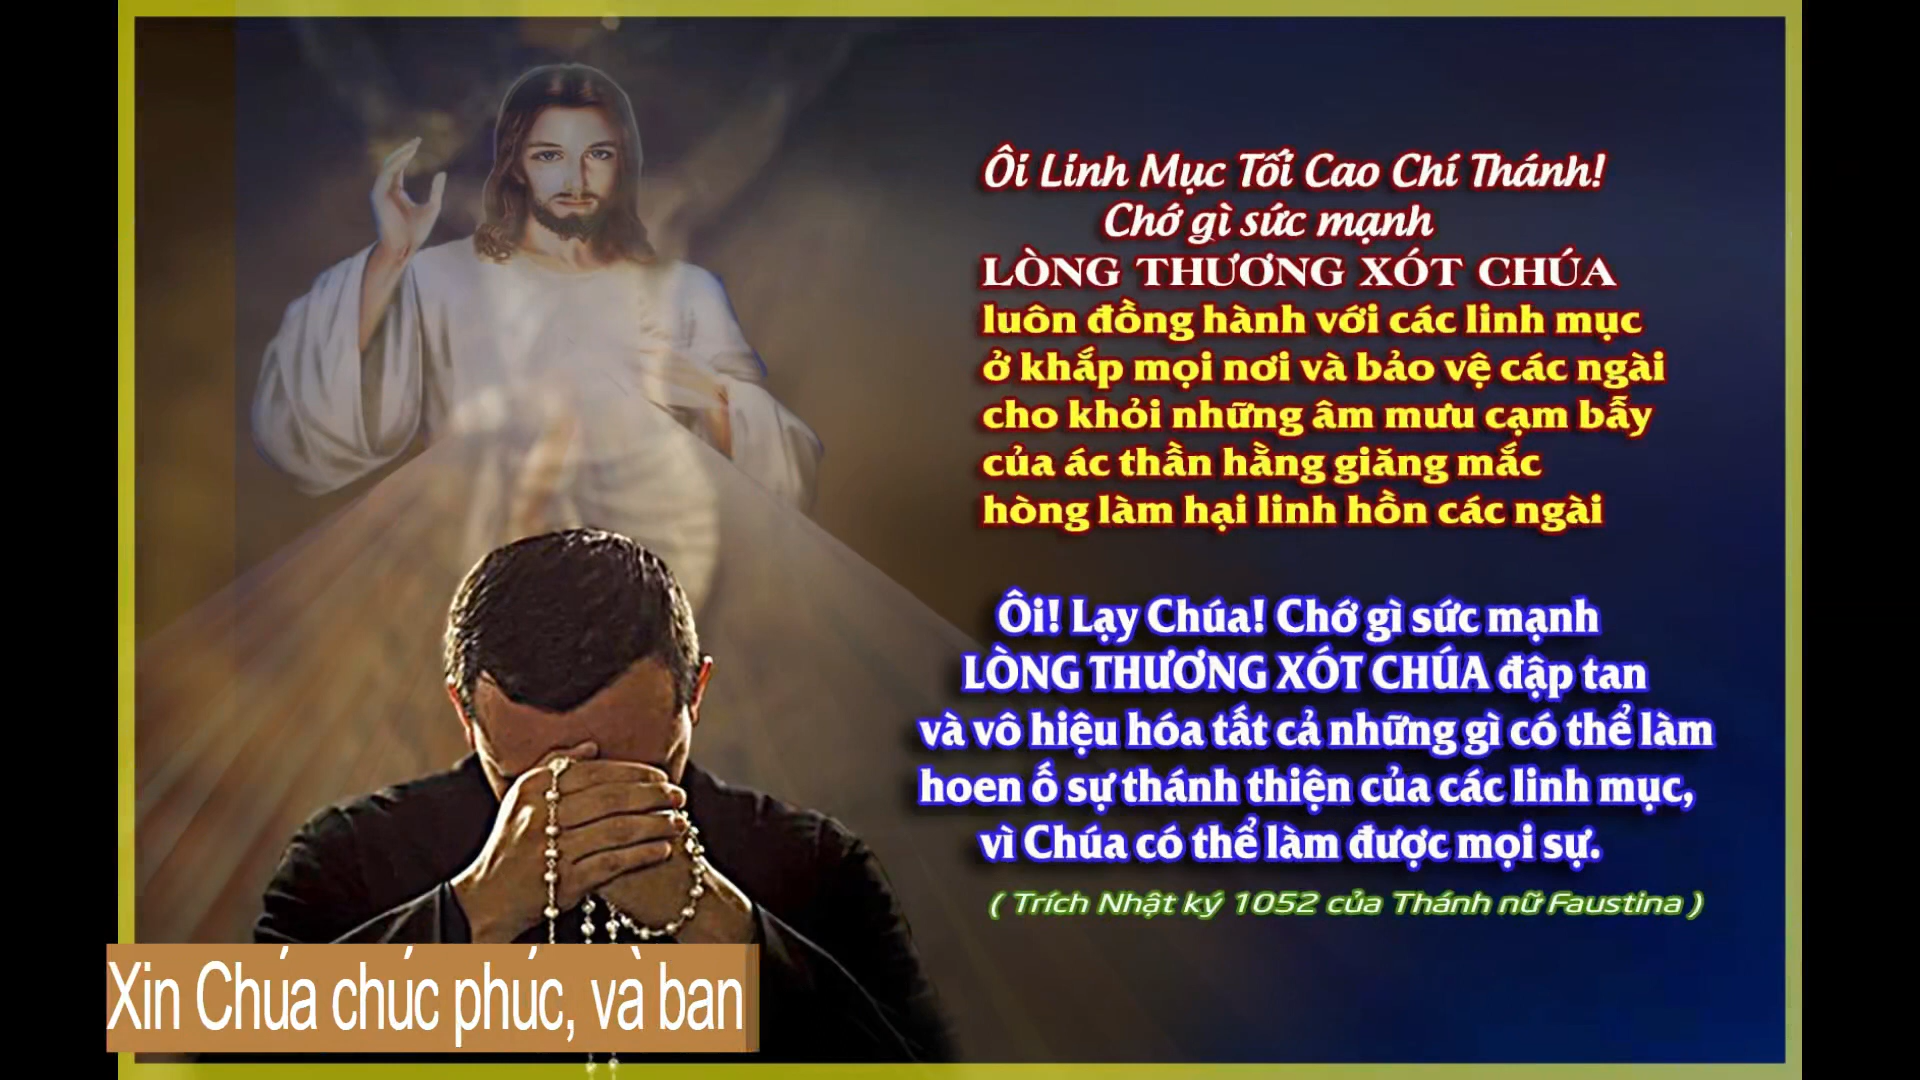 Ôi Linh Mục Tối Cao Chí Thánh!
Chớ gì sức mạnh
LÒNG THƯƠNG XÓT CHÚA
luôn đồng hành với các linh mục
ở khắp mọi nơi và bảo vệ các ngài
cho khỏi những âm mưu cạm bẫy
của ác thần hằng giăng mắc
hòng làm hại linh hồn các ngài
Ôi! Lạy Chúa! Chớ gì sức mạnh
LÒNG THƯƠNG XÓT CHÚA đập tan
và vô hiệu hóa tất cả những gì có thể làm
hoen ố sự thánh thiện của các linh mục,
vì Chúa có thể làm được mọi sự.
( Trích Nhật ký 1052 của Thánh nữ Faustina )
Xin Chúa chúc phúc, và ban